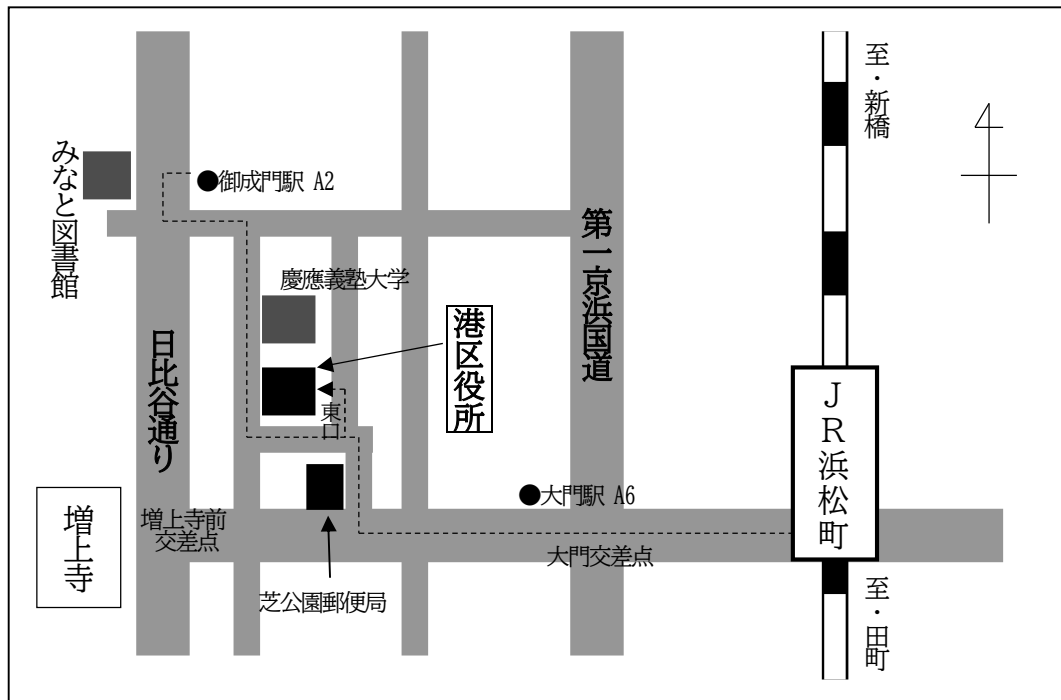 至・新橋
みなと図書館
御成門駅 A2
第一京浜国道
慶應義塾大学
港区役所
日比谷通り
東口
JR浜松町
大門駅 A6
増上寺
増上寺前
交差点
大門交差点
芝公園郵便局
至・田町